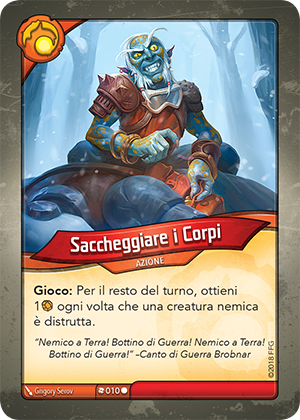 Saccheggiare i Corpi
AZIONE
Gioco: Per il resto del turno, ottieni
1 ogni volta che una creatura nemica
è distrutta.
"Nemico a Terra! Bottino di Guerra! Nemico a Terra!
Bottino di Guerra!" –Canto di Guerra Brobnar
©2018 FFG
Grigory Serov
010